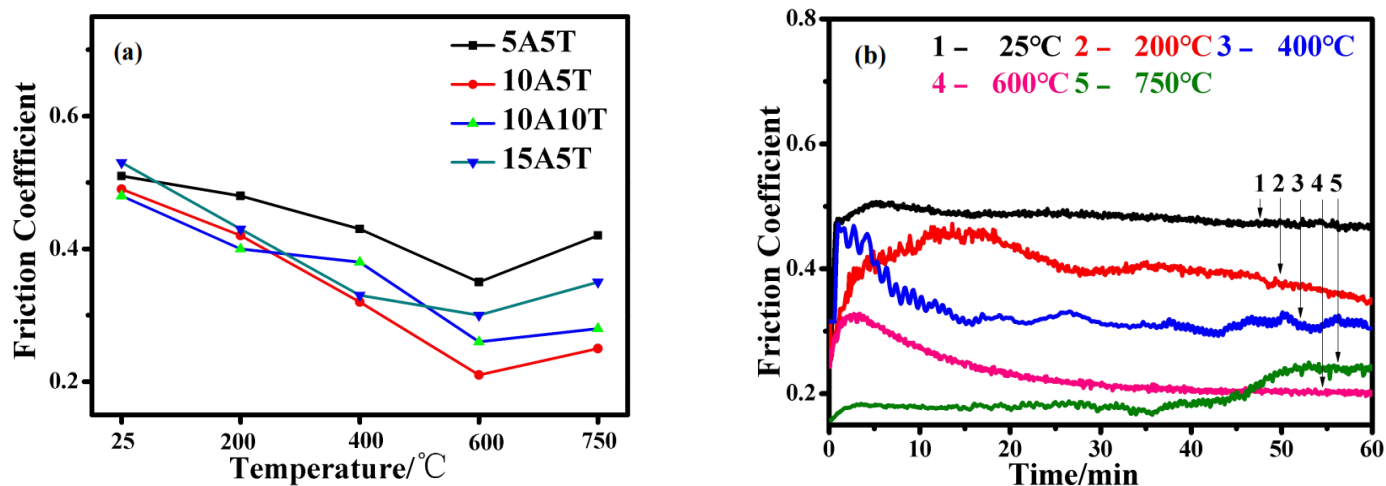 (a)
5A5T
10A5T
10A10T
15A5T
Friction Coefficient
0.6
0.4
0.2
25 200 400 600 750
Temperature/℃
(b)
1 – 25°C 2 – 200°C 3 – 400°C
4 – 600°C 5 – 750°C
Friction Coefficient
0.8
0.6
0.4
0.2
1 2 3 4 5
0 10 20 30 40 50 60
Time/min